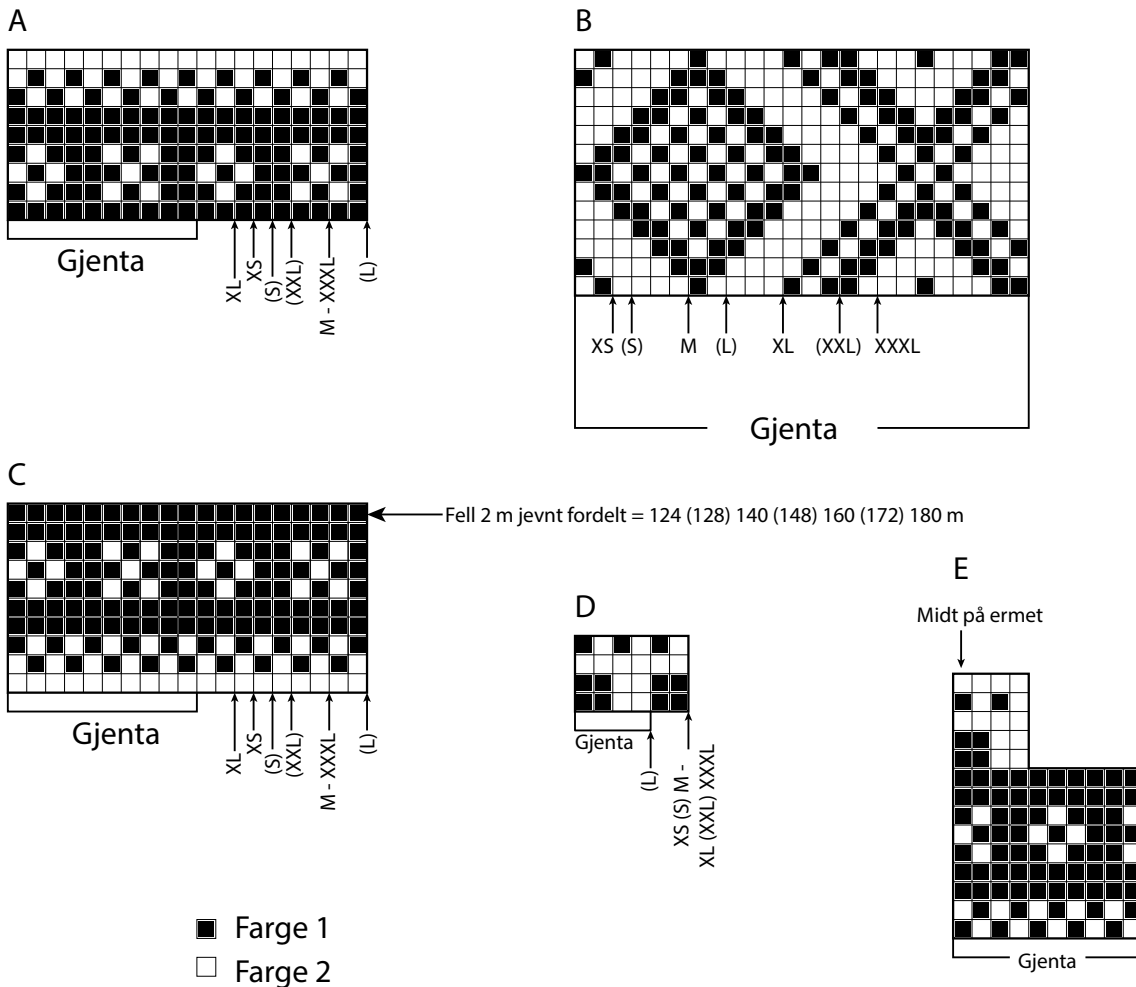 A
Gjenta
XL
XS
(S)
(XXL)
M - XXXL
(L)
B
XS (S) M (L) XL (XXL) XXXL
Gjenta
C
Fell 2 m jevnt fordelt = 124 (128) 140 (148) 160 (172) 180 m
Gjenta
XL
XS
(S)
(XXL)
M - XXXL
(L)
D
Gjenta
(L)
XS (S) M -
XL (XXL) XXXL
E
Midt på ermet
Gjenta
Farge 1
Farge 2